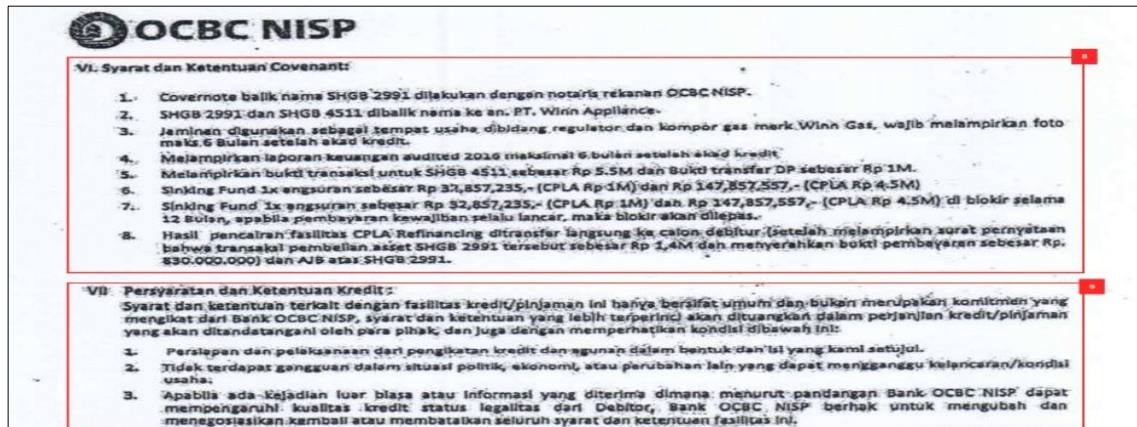 OCBC NISP
VI. Syarat dan Ketentuan Covenant:
1. Covernote balik nama SHGB 2991 dilakukan dengan notaris rekanan OCBC NISP.
2. SHGB 2991 dan SHGB 4511 dibalik nama ke an. PT. Winn Appliance.
3. Jaminan digunakan sebagai tempat usaha dibidang regulator dan kompor gas merk Winn Gas, wajib melampirkan foto
maks 6 Bulan setelah akad kredit.
4. Melampirkan laporan keuangan audited 2016 maksimal 6 bulan setelah akad kredit
5. Melampirkan bukti transaksi untuk SHGB 4511 sebesar Rp 5.5M dan Bukti transfer DP sebesar Rp 1M.
6. Sinking Fund 1x angsuran sebesar Rp 32,857,235,- (CPLA Rp 1M) dan Rp 147,857,557,- (CPLA Rp 4.5M)
7. Sinking Fund 1x angsuran sebesar Rp 32,857,235,- (CPLA Rp 1M) dan Rp 147,857,557,- (CPLA Rp 4.5M) di blokir selama
12 Bulan, apabila pembayaran kewajiban selalu lancar, maka blokir akan dilepas.
8. Hasil pencairan fasilitas CPLA Refinancing ditransfer langsung ke calon debitur (setelah melampirkan surat pernyataan
bahwa transaksi pembelian asset SHGB 2991 tersebut sebesar Rp 1,4M dan menyerahkan bukti pembayaran sebesar Rp.
830.000.000) dan AJB atas SHGB 2991.
VII Persyaratan dan Ketentuan Kredit :
Syarat dan ketentuan terkait dengan fasilitas kredit/pinjaman ini hanya bersifat umum dan bukan merupakan komitmen yang
mengikat dari Bank OCBC NISP, syarat dan ketentuan yang lebih terperinci akan dituangkan dalam perjanjian kredit/pinjaman
yang akan ditandatangani oleh para pihak, dan juga dengan memperhatikan kondisi dibawah ini:
1. Persiapan dan pelaksanaan dari pengikatan kredit dan agunan dalam bentuk dan isi yang kami setujui.
2. Tidak terdapat gangguan dalam situasi politik, ekonomi, atau perubahan lain yang dapat mengganggu kelancaran/kondisi
usaha.
3. Apabila ada kejadian luar biasa atau informasi yang diterima dimana menurut pandangan Bank OCBC NISP dapat
mempengaruhi kualitas kredit status legalitas dari Debitor, Bank OCBC NISP berhak untuk mengubah dan
menegosiasikan kembali atau membatalkan seluruh syarat dan ketentuan fasilitas ini.